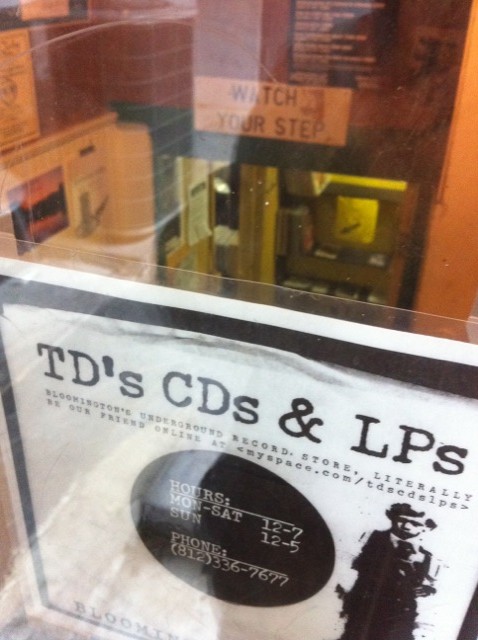 WATCH
YOUR STEP
TD's CDs & LPs
BLOOMINGTON'S UNDERGROUND RECORD STORE, LITERALLY
BE OUR FRIEND ONLINE AT <myspace.com/tdscdslps>
HOURS:
MON-SAT 12-7
SUN 12-5
PHONE:
(812)336-7677